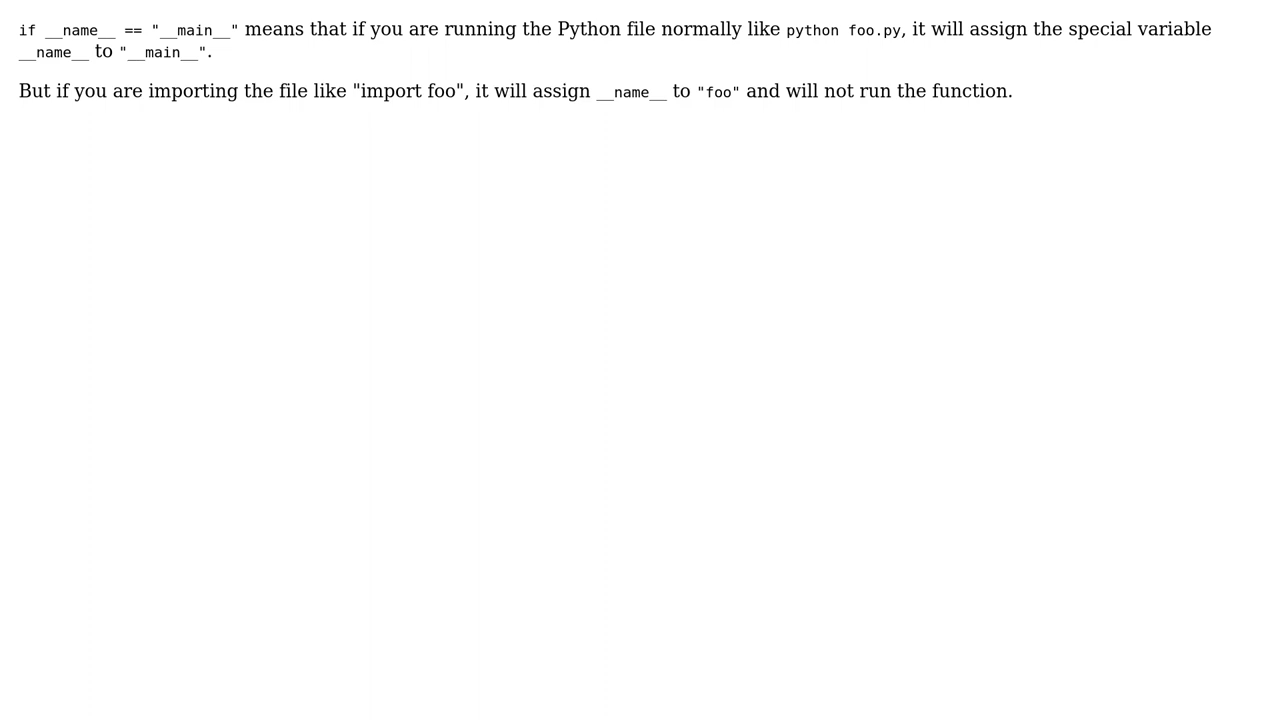 if __name__ == "__main__" means that if you are running the Python file normally like python foo.py, it will assign the special variable
__name__ to "__main__".
But if you are importing the file like "import foo", it will assign __name__ to "foo" and will not run the function.